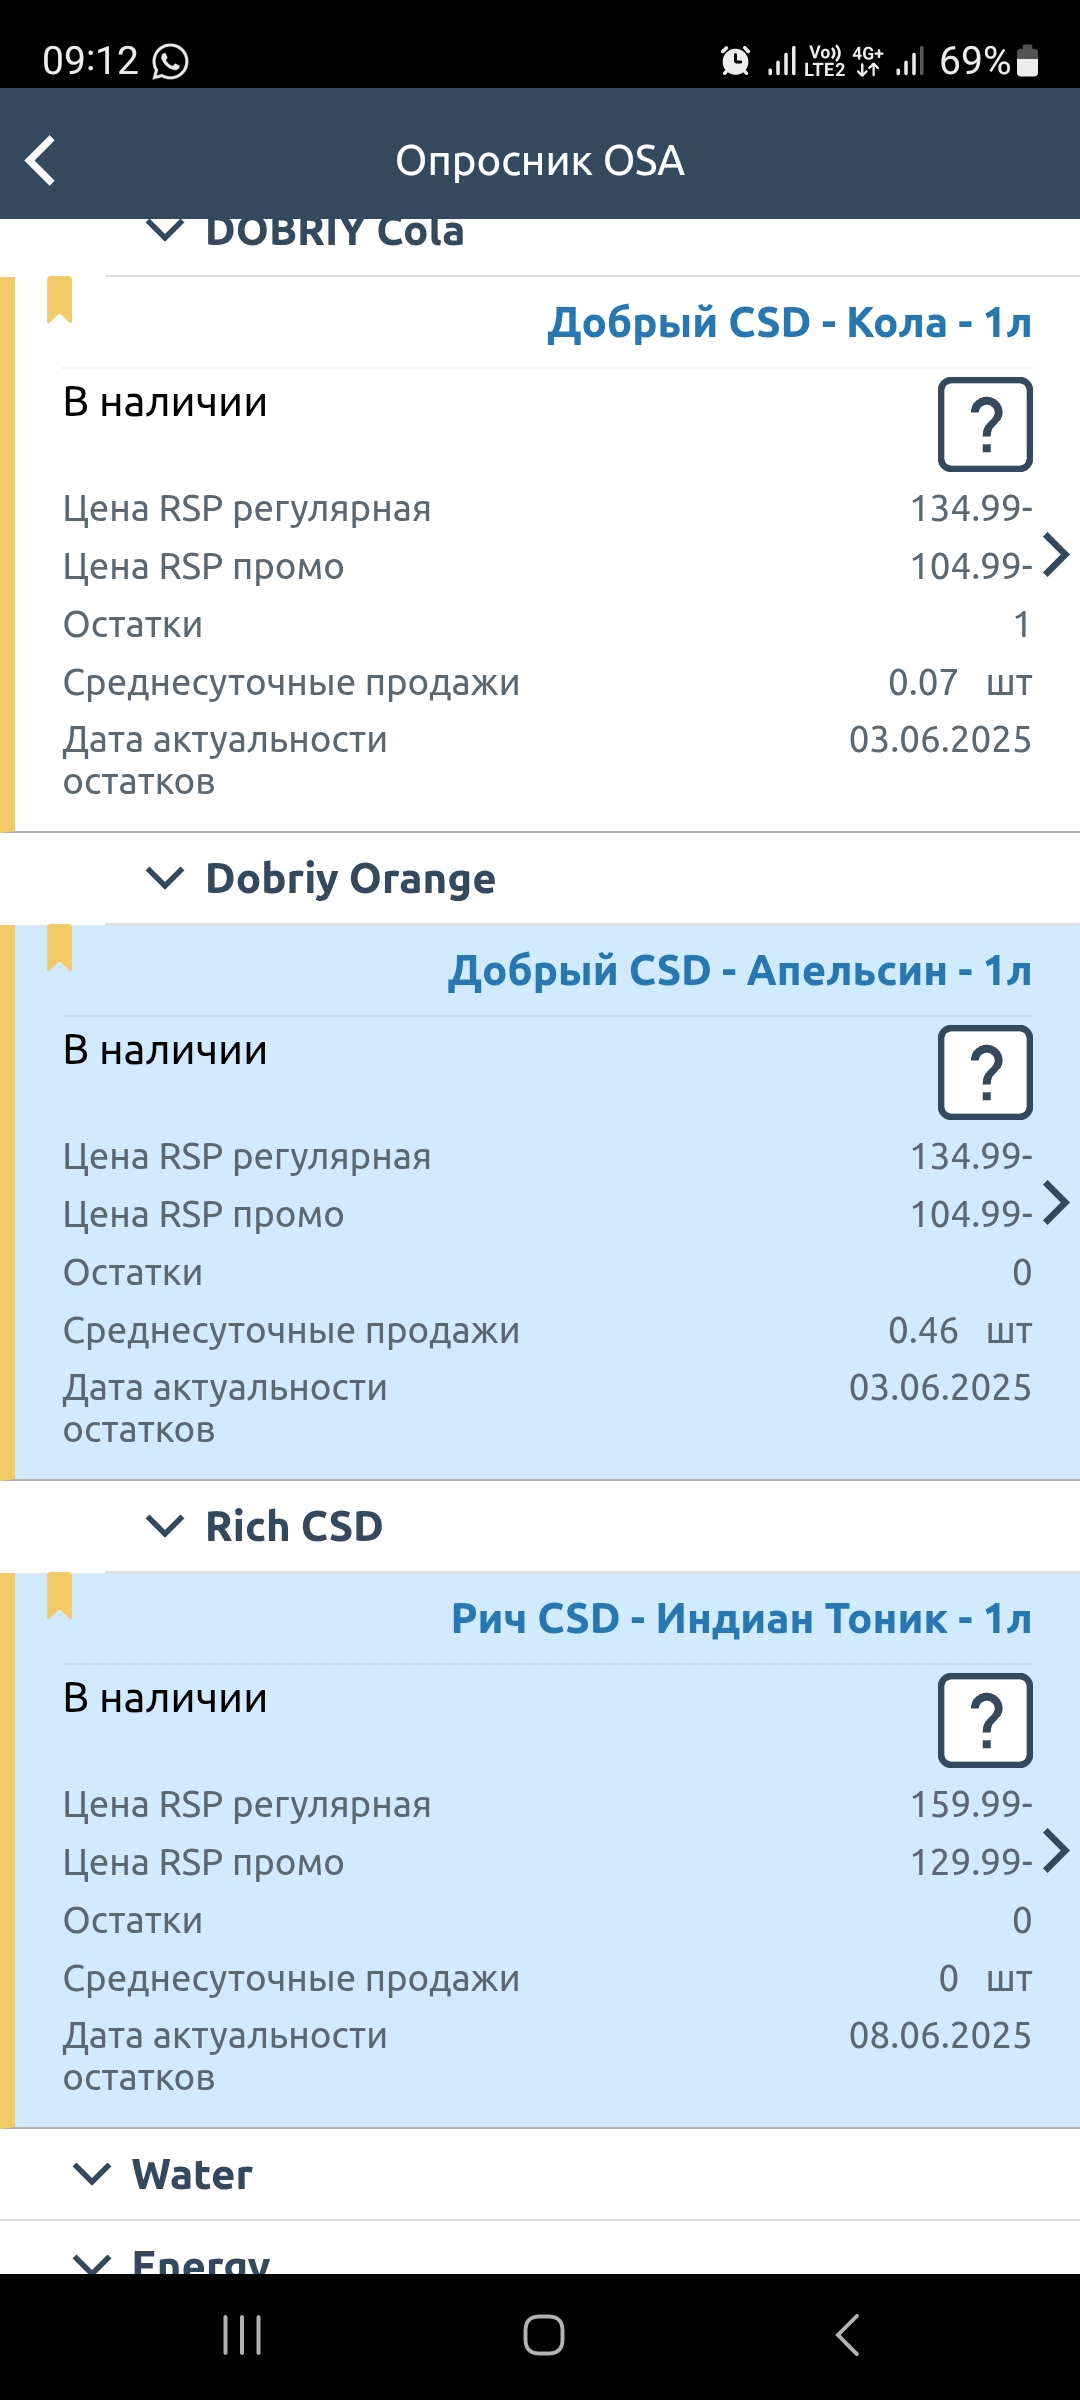 09:12
Vo)) LTE2 4G+ 69%
Опросник OSA
DOBRIY Cola
Добрый CSD - Кола - 1л
В наличии
?
Цена RSP регулярная 134.99-
Цена RSP промо 104.99-
Остатки 1
Среднесуточные продажи 0.07 шт
Дата актуальности 03.06.2025
остатков
Dobriy Orange
Добрый CSD - Апельсин - 1л
В наличии
?
Цена RSP регулярная 134.99-
Цена RSP промо 104.99-
Остатки 0
Среднесуточные продажи 0.46 шт
Дата актуальности 03.06.2025
остатков
Rich CSD
Рич CSD - Индиан Тоник - 1л
В наличии
?
Цена RSP регулярная 159.99-
Цена RSP промо 129.99-
Остатки 0
Среднесуточные продажи 0 шт
Дата актуальности 08.06.2025
остатков
Water
Energy